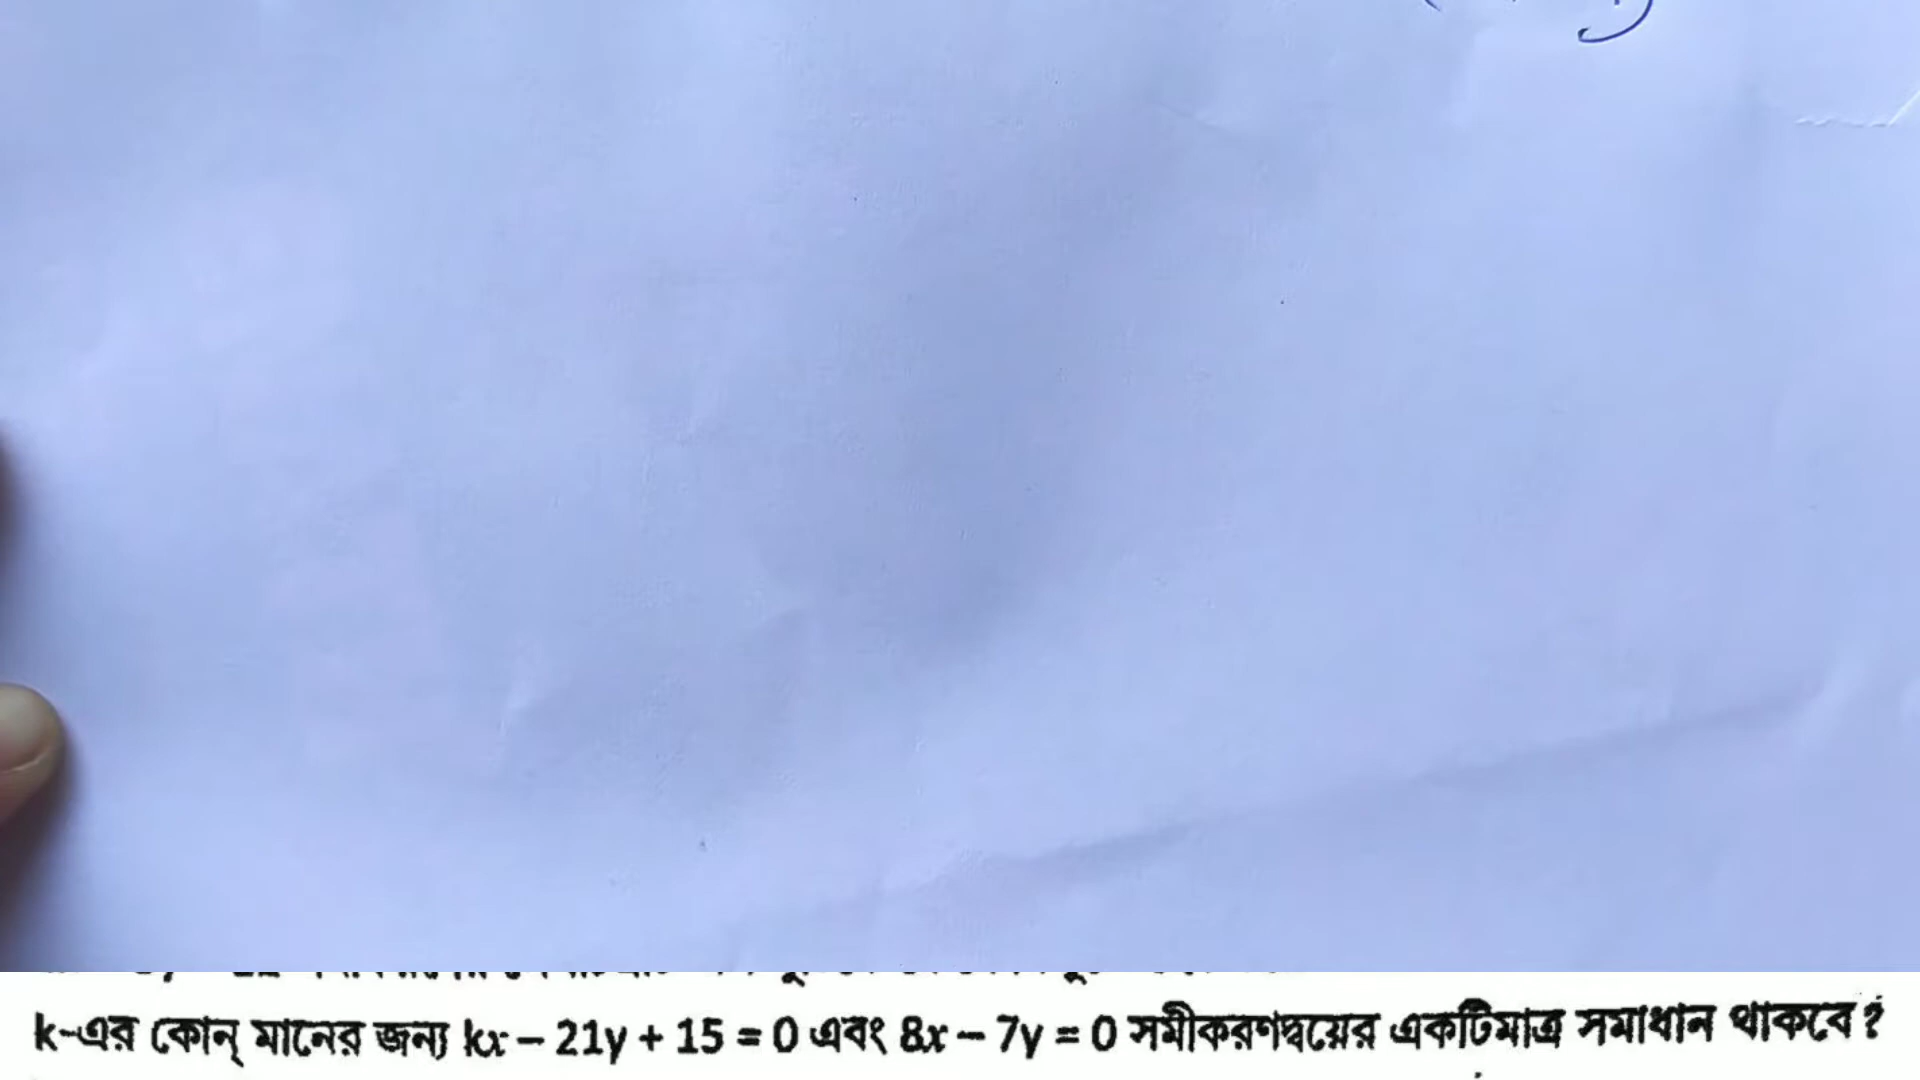 k-এর কোন্ মানের জন্য kx – 21y + 15 = 0 এবং 8x – 7y = 0 সমীকরণদ্বয়ের একটিমাত্র সমাধান থাকবে?